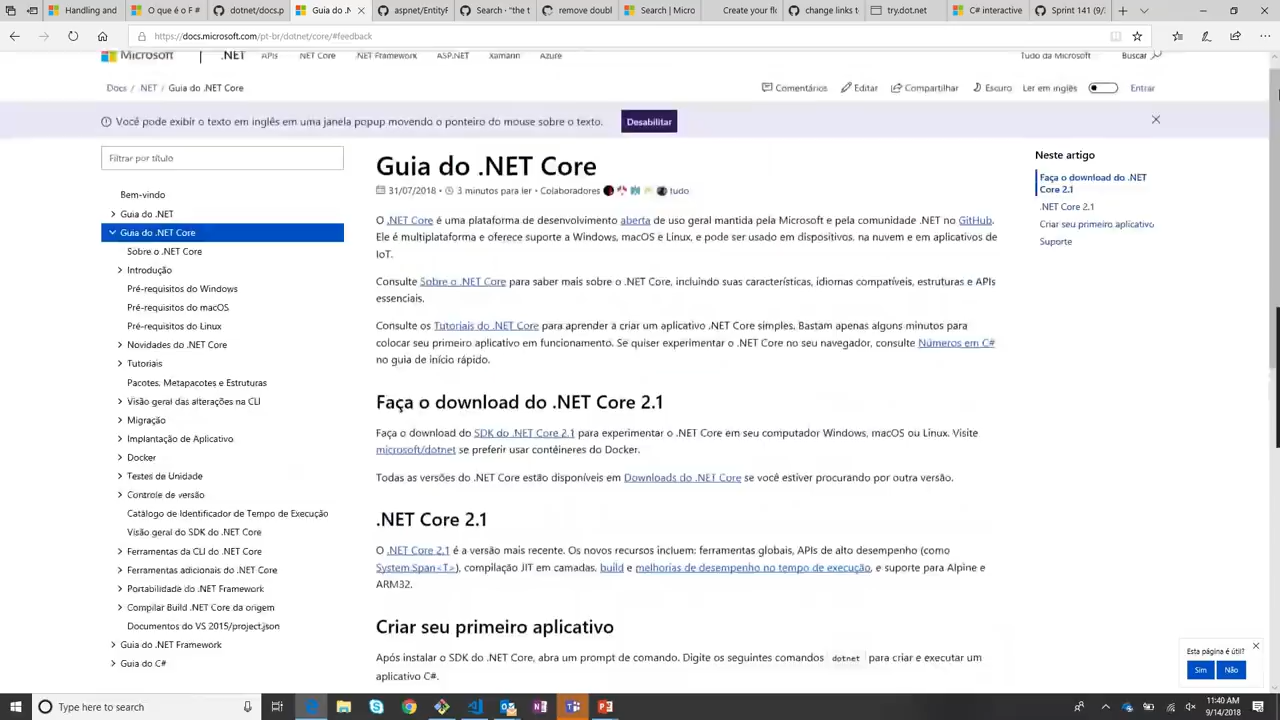 Handling and
O que é o F #
dotnet/docs.p
Guia do .N
aspnet/EntityF
Search · "the t
remove doubl
Search | Micro
Create your flo
change links t
try.dot.net
C# interactive
Sprint 141 (9/
https://docs.microsoft.com/pt-br/dotnet/core/#feedback
Microsoft
.NET
APIs
.NET Core
.NET Framework
ASP.NET
Xamarin
Azure
Tudo da Microsoft
Buscar
Docs / .NET / Guia do .NET Core
Comentários
Editar
Compartilhar
Escuro
Ler em inglês
Entrar
Você pode exibir o texto em inglês em uma janela popup movendo o ponteiro do mouse sobre o texto.
Desabilitar
Filtrar por título
Bem-vindo
Guia do .NET
Guia do .NET Core
Sobre o .NET Core
Introdução
Pré-requisitos do Windows
Pré-requisitos do macOS
Pré-requisitos do Linux
Novidades do .NET Core
Tutoriais
Pacotes, Metapacotes e Estruturas
Visão geral das alterações na CLI
Migração
Implantação de Aplicativo
Docker
Testes de Unidade
Controle de versão
Catálogo de Identificador de Tempo de Execução
Visão geral do SDK do .NET Core
Ferramentas da CLI do .NET Core
Ferramentas adicionais do .NET Core
Portabilidade do .NET Framework
Compilar Build .NET Core da origem
Documentos do VS 2015/project.json
Guia do .NET Framework
Guia do C#
Guia do .NET Core
31/07/2018 • 3 minutos para ler • Colaboradores tudo
O .NET Core é uma plataforma de desenvolvimento aberta de uso geral mantida pela Microsoft e pela comunidade .NET no GitHub.
Ele é multiplataforma e oferece suporte a Windows, macOS e Linux, e pode ser usado em dispositivos, na nuvem e em aplicativos de
IoT.
Consulte Sobre o .NET Core para saber mais sobre o .NET Core, incluindo suas características, idiomas compatíveis, estruturas e APIs
essenciais.
Consulte os Tutoriais do .NET Core para aprender a criar um aplicativo .NET Core simples. Bastam apenas alguns minutos para
colocar seu primeiro aplicativo em funcionamento. Se quiser experimentar o .NET Core no seu navegador, consulte Números em C#
no guia de início rápido.
Faça o download do .NET Core 2.1
Faça o download do SDK do .NET Core 2.1 para experimentar o .NET Core em seu computador Windows, macOS ou Linux. Visite
microsoft/dotnet se preferir usar contêineres do Docker.
Todas as versões do .NET Core estão disponíveis em Downloads do .NET Core se você estiver procurando por outra versão.
.NET Core 2.1
O .NET Core 2.1 é a versão mais recente. Os novos recursos incluem: ferramentas globais, APIs de alto desempenho (como
System.Span<T>), compilação JIT em camadas, build e melhorias de desempenho no tempo de execução, e suporte para Alpine e
ARM32.
Criar seu primeiro aplicativo
Após instalar o SDK do .NET Core, abra um prompt de comando. Digite os seguintes comandos dotnet para criar e executar um
aplicativo C#.
Neste artigo
Faça o download do .NET
Core 2.1
.NET Core 2.1
Criar seu primeiro aplicativo
Suporte
Esta página é útil?
Sim
Não
Type here to search
11:40 AM
9/14/2018